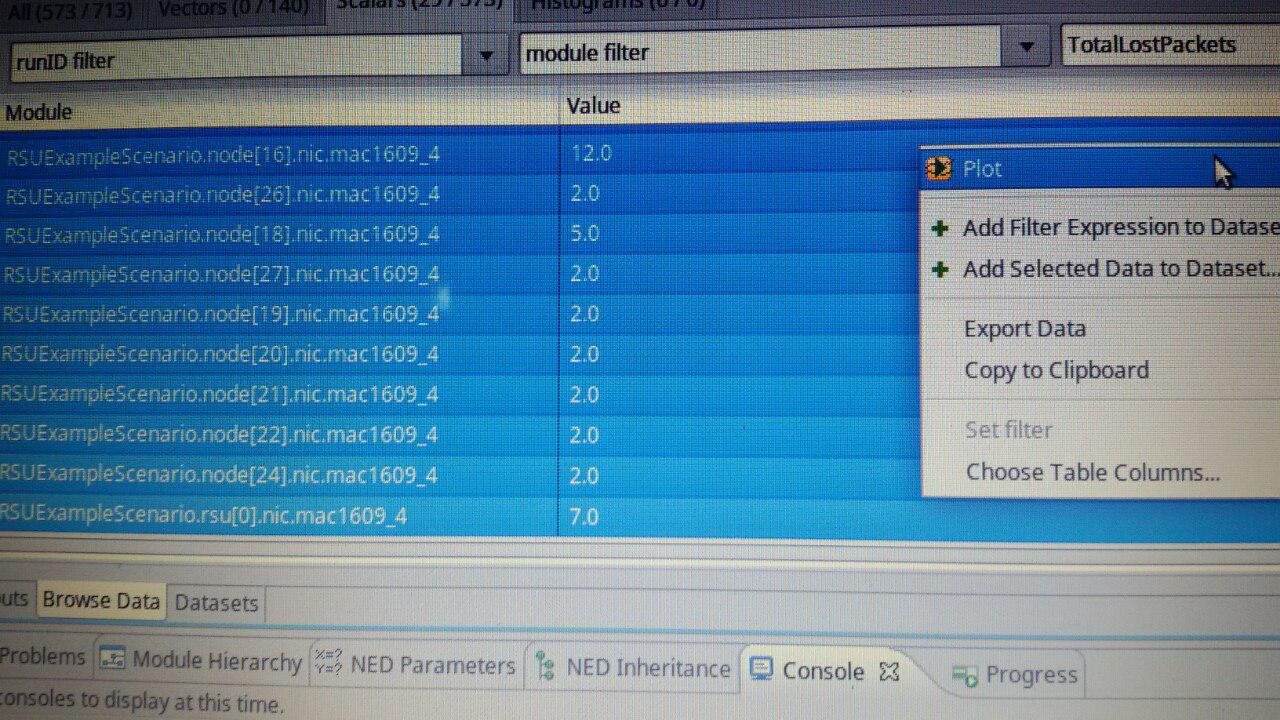 All (573 / 713) Vectors (0 / 140)
runID filter module filter TotalLostPackets
Module Value
RSUExampleScenario.node[16].nic.mac1609_4 12.0
RSUExampleScenario.node[26].nic.mac1609_4 2.0
RSUExampleScenario.node[18].nic.mac1609_4 5.0
RSUExampleScenario.node[27].nic.mac1609_4 2.0
RSUExampleScenario.node[19].nic.mac1609_4 2.0
RSUExampleScenario.node[20].nic.mac1609_4 2.0
RSUExampleScenario.node[21].nic.mac1609_4 2.0
RSUExampleScenario.node[22].nic.mac1609_4 2.0
RSUExampleScenario.node[24].nic.mac1609_4 2.0
RSUExampleScenario.rsu[0].nic.mac1609_4 7.0
Plot
Add Filter Expression to Datase
Add Selected Data to Dataset...
Export Data
Copy to Clipboard
Set filter
Choose Table Columns...
uts Browse Data Datasets
Problems Module Hierarchy NED Parameters NED Inheritance Console Progress
consoles to display at this time.